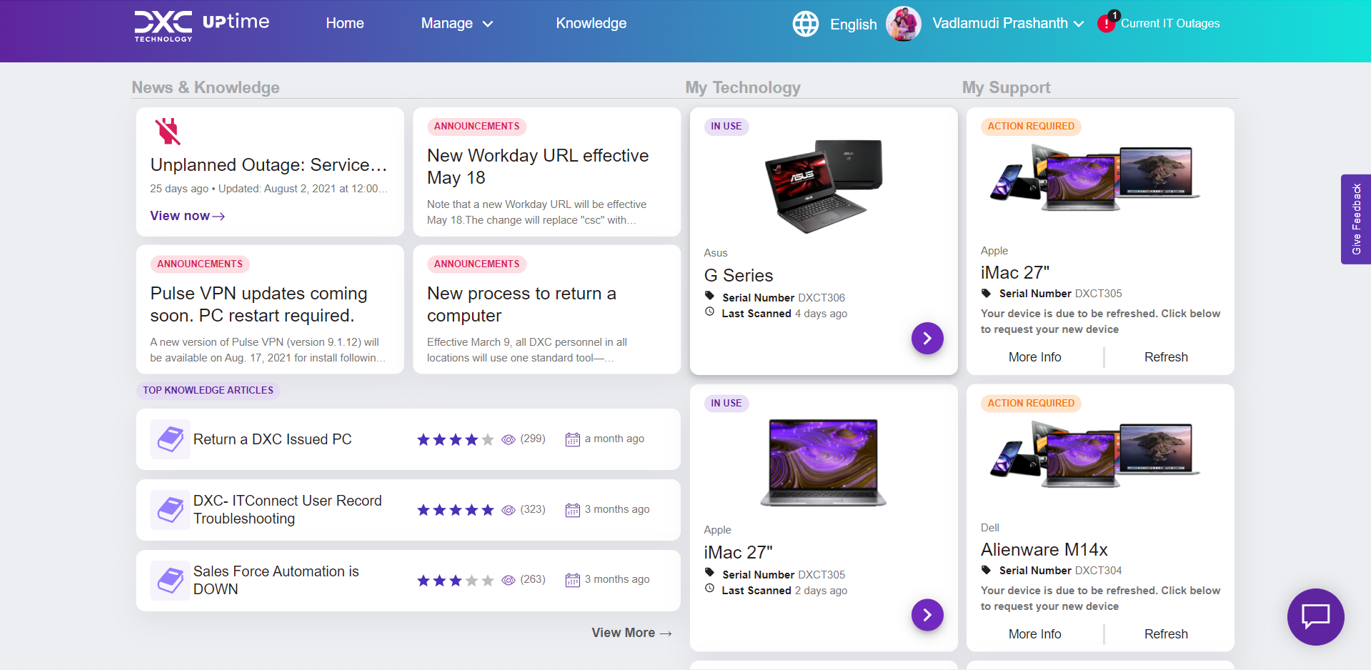 DXC
TECHNOLOGY
UPtime
Home
Manage
Knowledge
English
Vadlamudi Prashanth
1
Current IT Outages
News & Knowledge
Unplanned Outage: Service…
25 days ago • Updated: August 2, 2021 at 12:00…
View now→
ANNOUNCEMENTS
New Workday URL effective
May 18
Note that a new Workday URL will be effective
May 18.The change will replace "csc" with…
ANNOUNCEMENTS
Pulse VPN updates coming
soon. PC restart required.
A new version of Pulse VPN (version 9.1.12) will
be available on Aug. 17, 2021 for install followin…
ANNOUNCEMENTS
New process to return a
computer
Effective March 9, all DXC personnel in all
locations will use one standard tool—…
TOP KNOWLEDGE ARTICLES
Return a DXC Issued PC
(299)
a month ago
DXC- ITConnect User Record
Troubleshooting
(323)
3 months ago
Sales Force Automation is
DOWN
(263)
3 months ago
View More →
My Technology
IN USE
ASUS
Asus
G Series
Serial Number DXCT306
Last Scanned 4 days ago
IN USE
Apple
iMac 27"
Serial Number DXCT305
Last Scanned 2 days ago
My Support
ACTION REQUIRED
Apple
iMac 27"
Serial Number DXCT305
Your device is due to be refreshed. Click below
to request your new device
More Info
Refresh
ACTION REQUIRED
Dell
Alienware M14x
Serial Number DXCT304
Your device is due to be refreshed. Click below
to request your new device
More Info
Refresh
Give Feedback